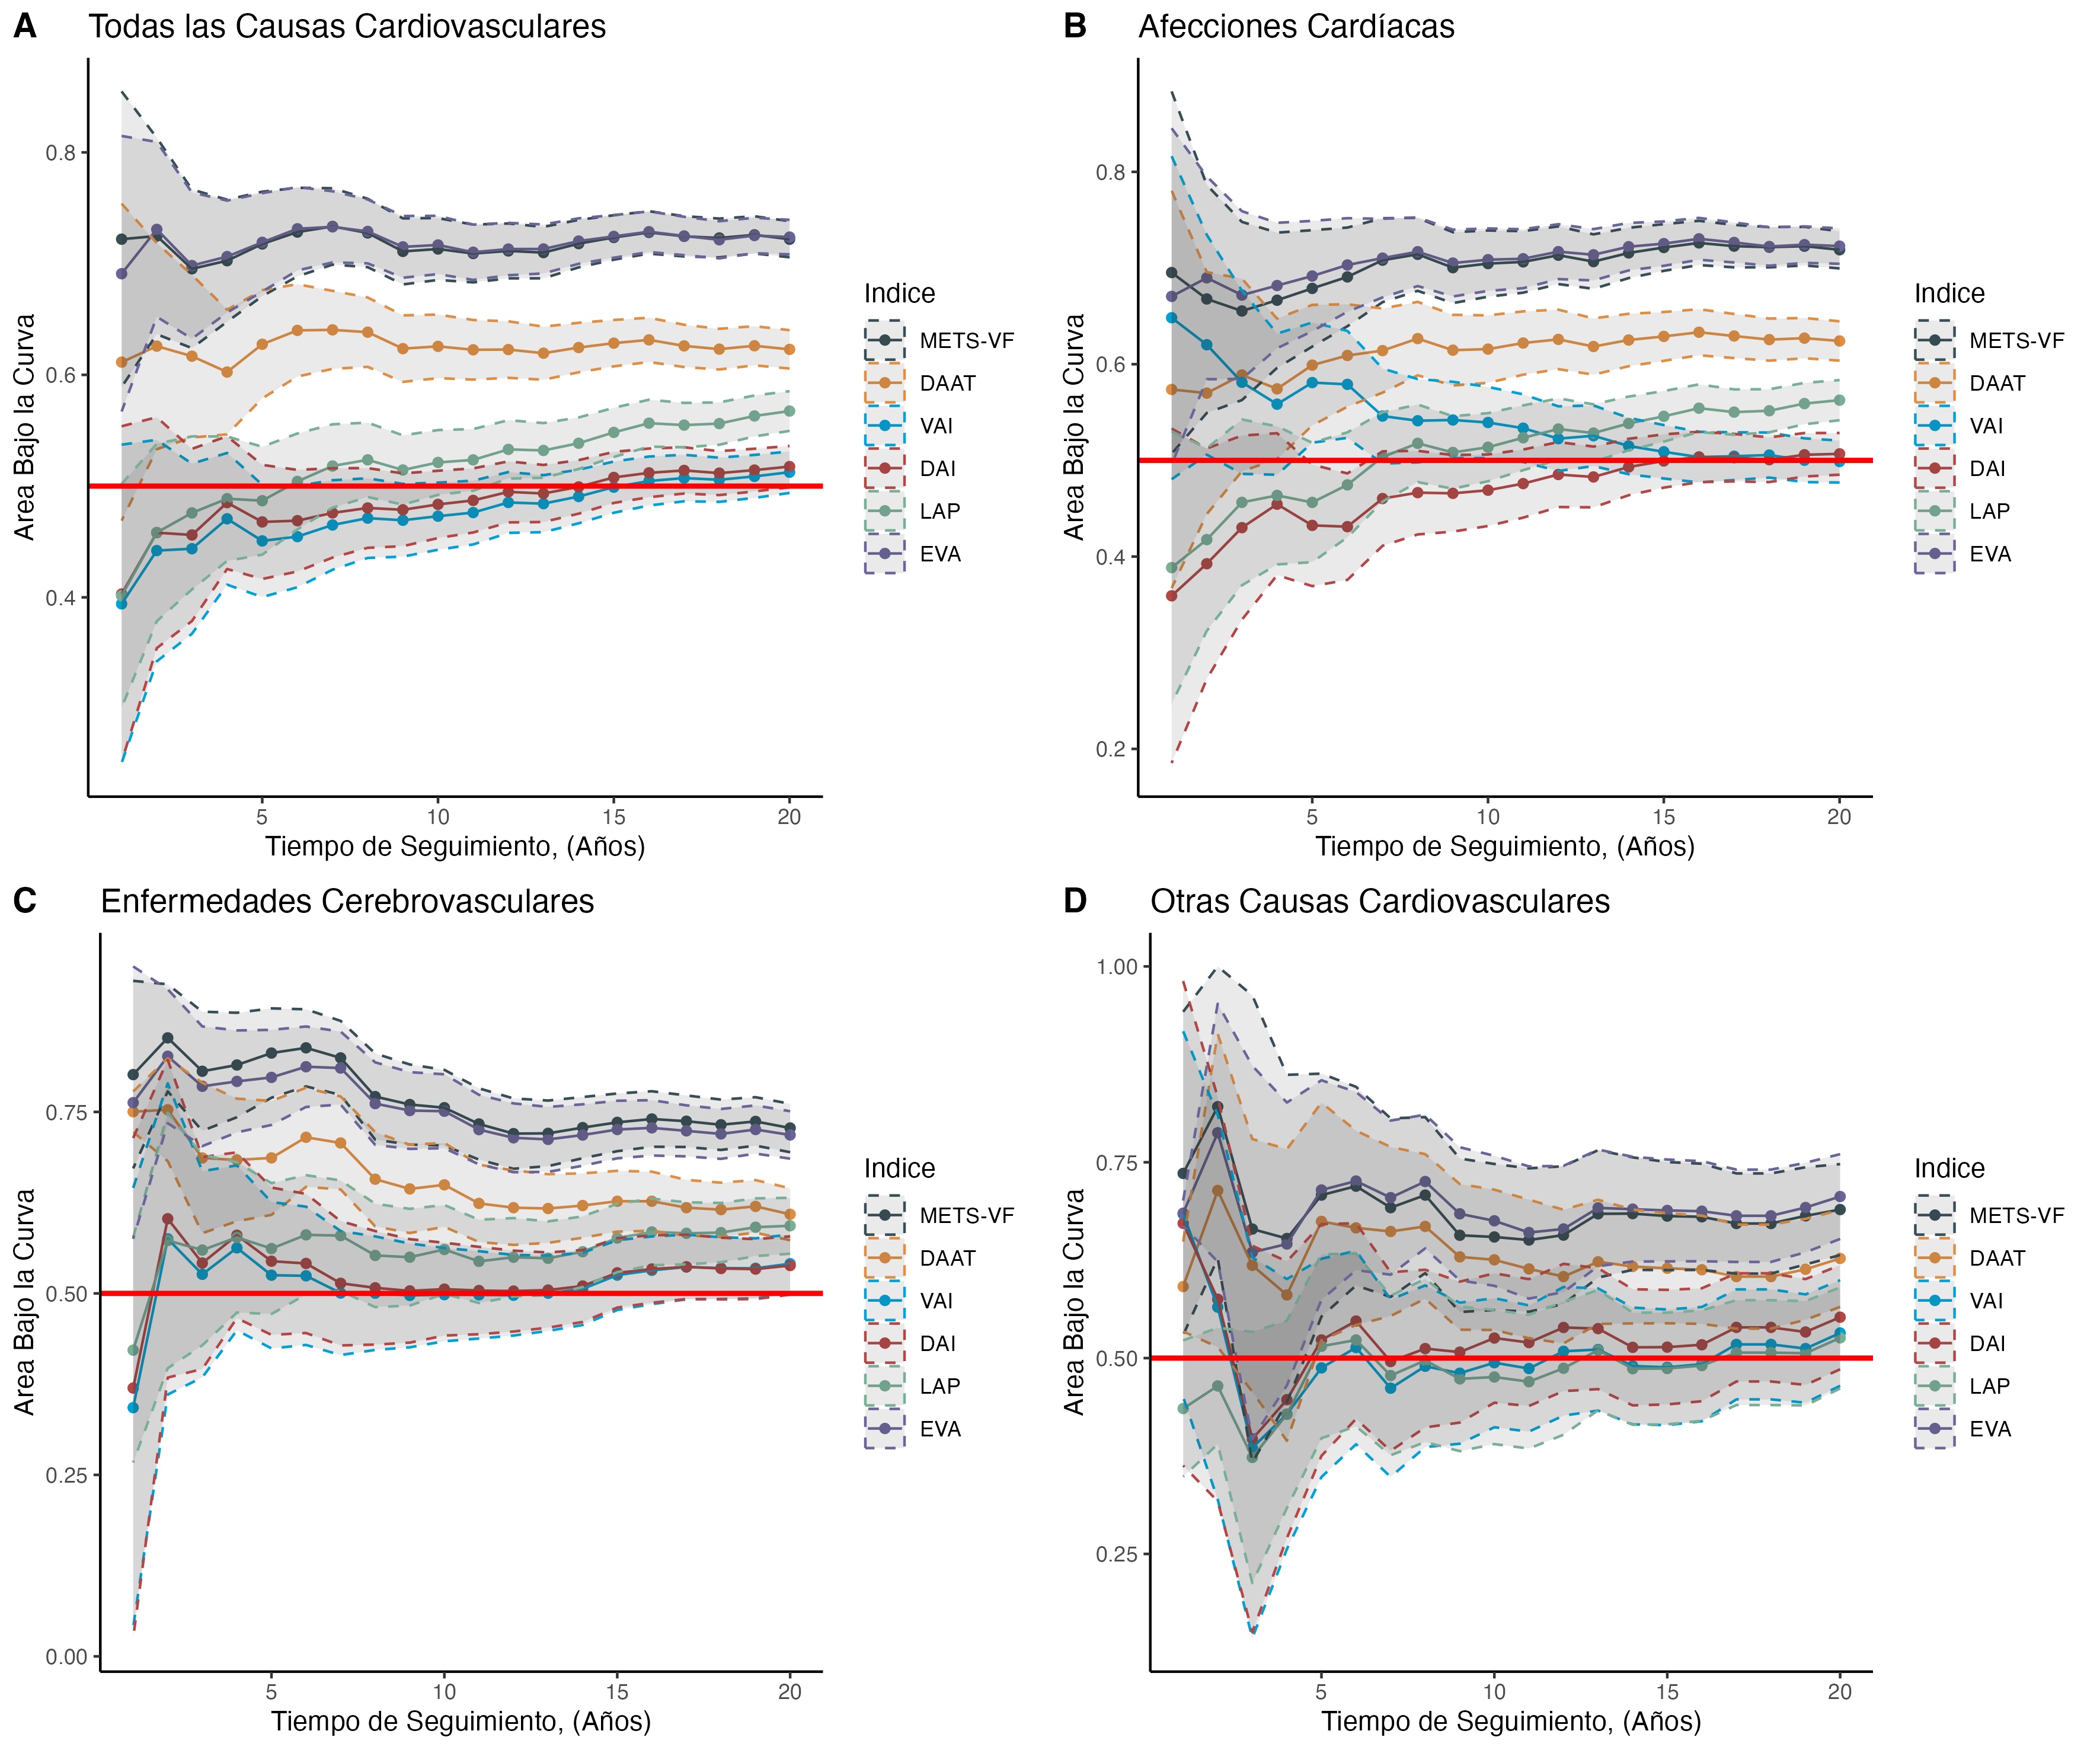 A
Todas las Causas Cardiovasculares
Area Bajo la Curva
0.8
0.6
0.4
5
10
15
20
Tiempo de Seguimiento, (Años)
Indice
METS-VF
DAAT
VAI
DAI
LAP
EVA
B
Afecciones Cardíacas
Area Bajo la Curva
0.8
0.6
0.4
0.2
5
10
15
20
Tiempo de Seguimiento, (Años)
Indice
METS-VF
DAAT
VAI
DAI
LAP
EVA
C
Enfermedades Cerebrovasculares
Area Bajo la Curva
0.75
0.50
0.25
0.00
5
10
15
20
Tiempo de Seguimiento, (Años)
Indice
METS-VF
DAAT
VAI
DAI
LAP
EVA
D
Otras Causas Cardiovasculares
Area Bajo la Curva
1.00
0.75
0.50
0.25
5
10
15
20
Tiempo de Seguimiento, (Años)
Indice
METS-VF
DAAT
VAI
DAI
LAP
EVA